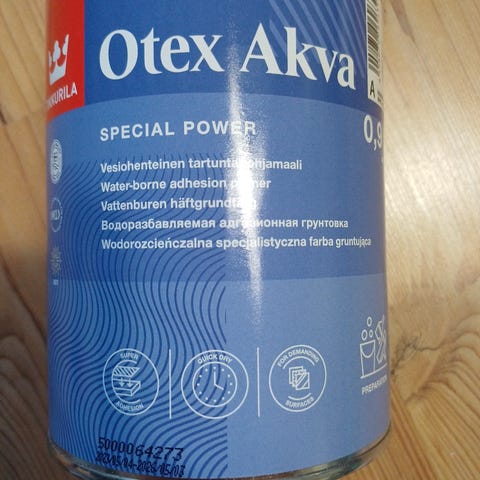 TIKKURILA
Otex Akva
A
SPECIAL POWER
0,9
Vesiohenteinen tartuntapohjamaali
Water-borne adhesion primer
Vattenburen häftgrundfärg
Водоразбавляемая адгезионная грунтовка
Wodorozcieńczalna specjalistyczna farba gruntująca
SUPER
ADHESION
QUICK DRY
FOR DEMANDING
SURFACES
PREPARATION
5000064273